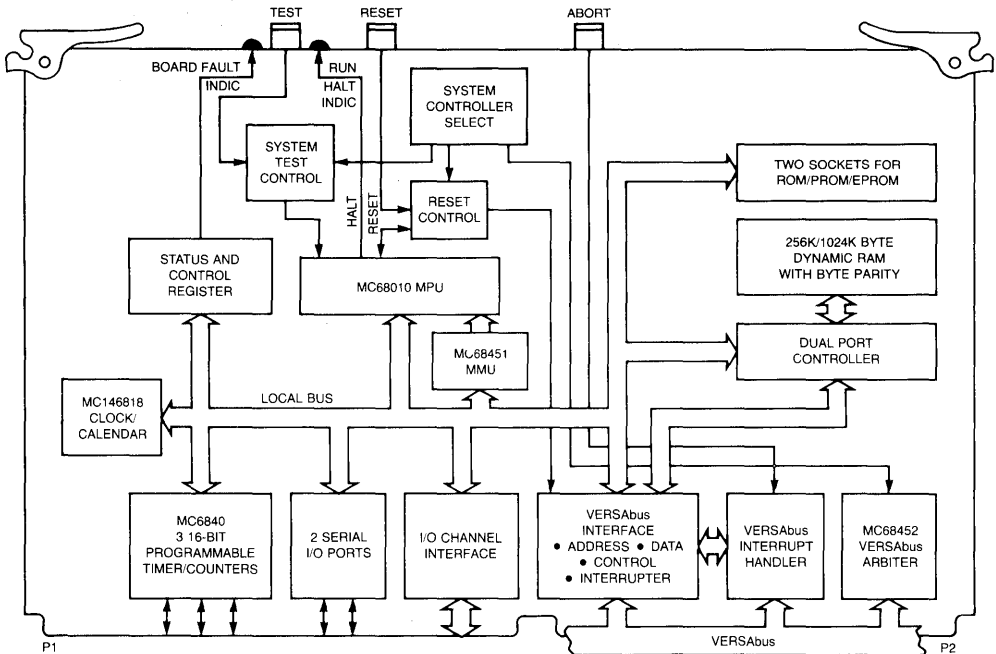 TEST
RESET
ABORT
BOARD FAULT
INDIC
RUN
HALT
INDIC
SYSTEM
CONTROLLER
SELECT
SYSTEM
TEST
CONTROL
HALT
RESET
RESET
CONTROL
TWO SOCKETS FOR
ROM/PROM/EPROM
STATUS AND
CONTROL
REGISTER
MC68010 MPU
256K/1024K BYTE
DYNAMIC RAM
WITH BYTE PARITY
MC68451
MMU
DUAL PORT
CONTROLLER
MC146818
CLOCK/
CALENDAR
LOCAL BUS
MC6840
3 16-BIT
PROGRAMMABLE
TIMER/COUNTERS
2 SERIAL
I/O PORTS
I/O CHANNEL
INTERFACE
VERSAbus
INTERFACE
• ADDRESS • DATA
• CONTROL
• INTERRUPTER
VERSAbus
INTERRUPT
HANDLER
MC68452
VERSAbus
ARBITER
P1
VERSAbus
P2